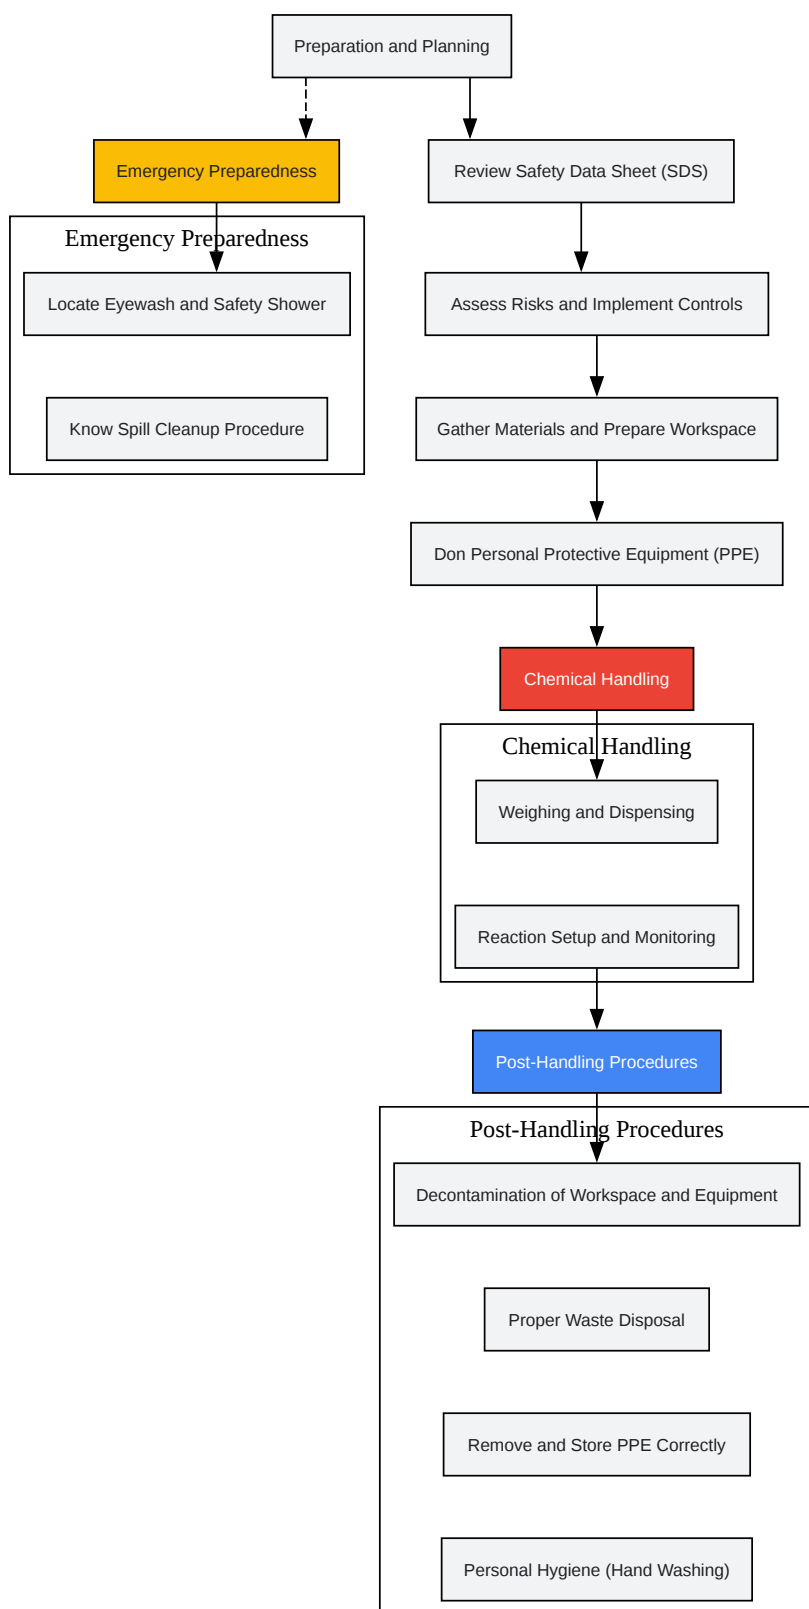 Preparation and Planning
Emergency Preparedness
Review Safety Data Sheet (SDS)
Emergency Preparedness
Locate Eyewash and Safety Shower
Assess Risks and Implement Controls
Know Spill Cleanup Procedure
Gather Materials and Prepare Workspace
Don Personal Protective Equipment (PPE)
Chemical Handling
Chemical Handling
Weighing and Dispensing
Reaction Setup and Monitoring
Post-Handling Procedures
Post-Handling Procedures
Decontamination of Workspace and Equipment
Proper Waste Disposal
Remove and Store PPE Correctly
Personal Hygiene (Hand Washing)